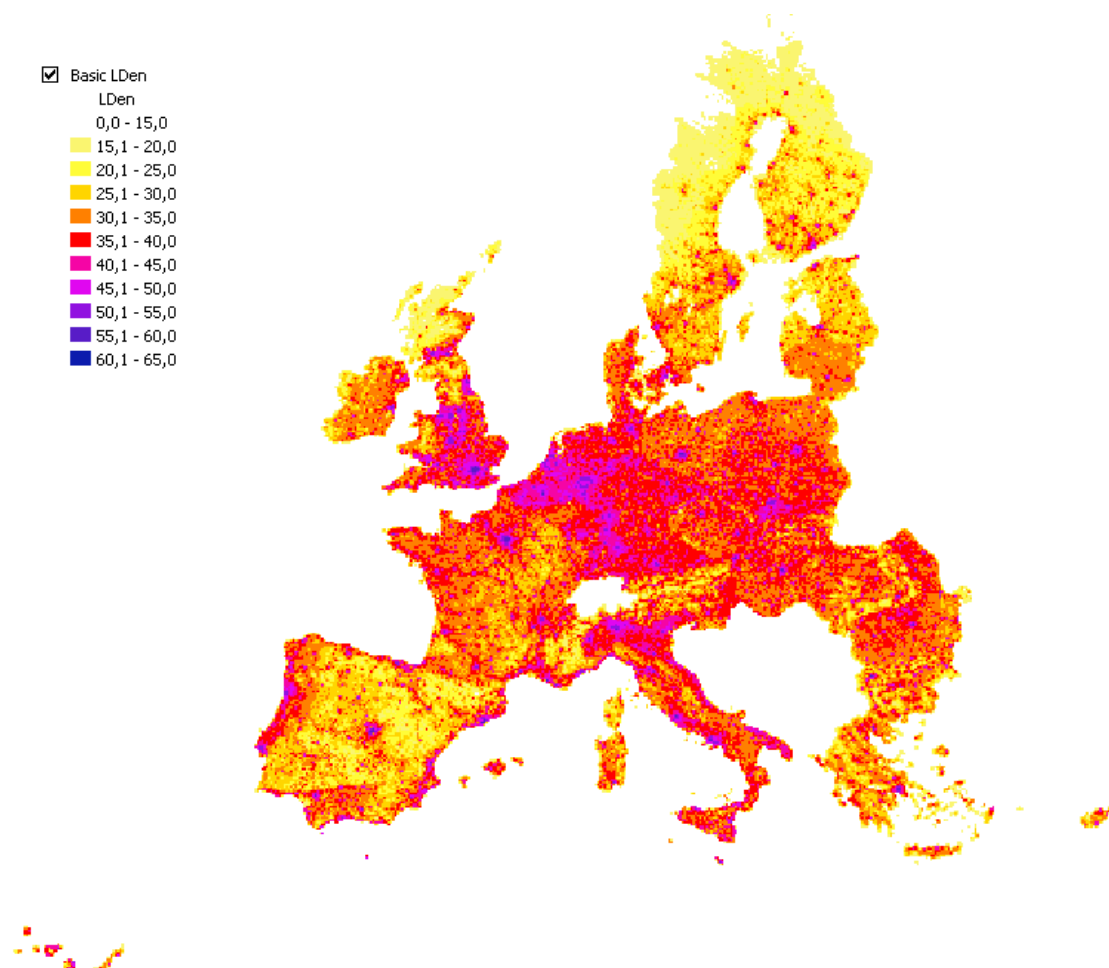 Basic LDen
LDen
0,0 - 15,0
15,1 - 20,0
20,1 - 25,0
25,1 - 30,0
30,1 - 35,0
35,1 - 40,0
40,1 - 45,0
45,1 - 50,0
50,1 - 55,0
55,1 - 60,0
60,1 - 65,0